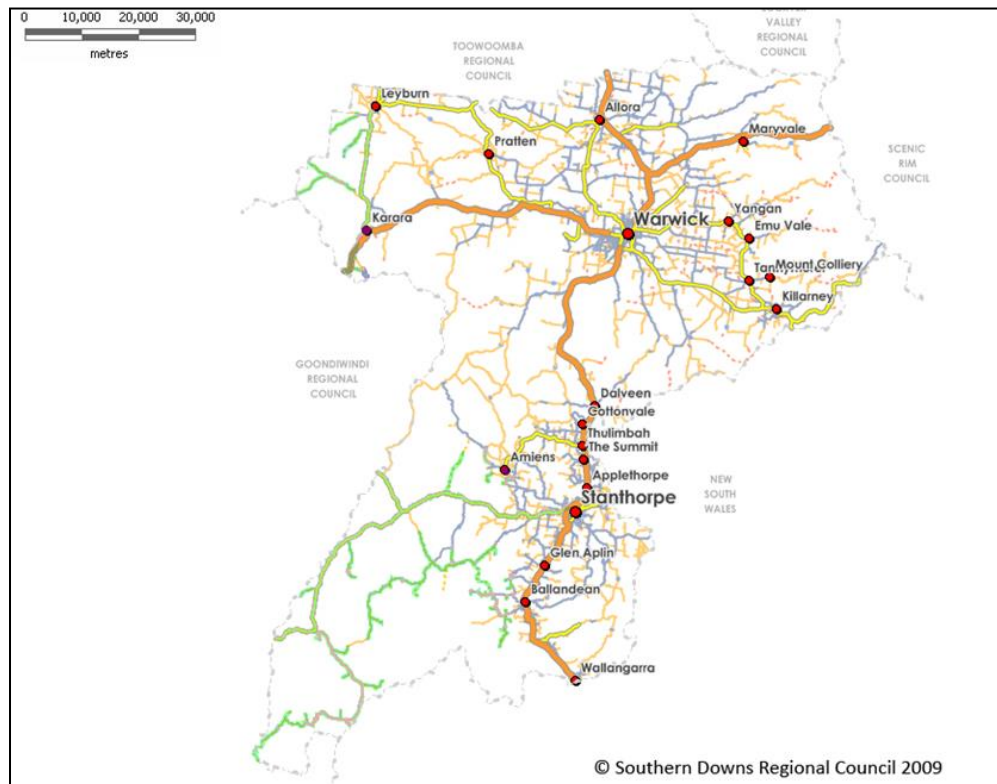 0 10,000 20,000 30,000
metres
VALLEY
REGIONAL
COUNCIL
TOOWOOMBA
REGIONAL
COUNCIL
Leyburn
Allora
Maryvale
Pratten
SCENIC
RIM
COUNCIL
Karara
Warwick
Yangan
Emu Vale
Mount Colliery
Killarney
GOONDIWINDI
REGIONAL
COUNCIL
Dalveen
Cottonvale
Thulimbah
The Summit
Amiens
Applethorpe
NEW
SOUTH
WALES
Stanthorpe
Glen Aplin
Ballandean
Wallangarra
© Southern Downs Regional Council 2009